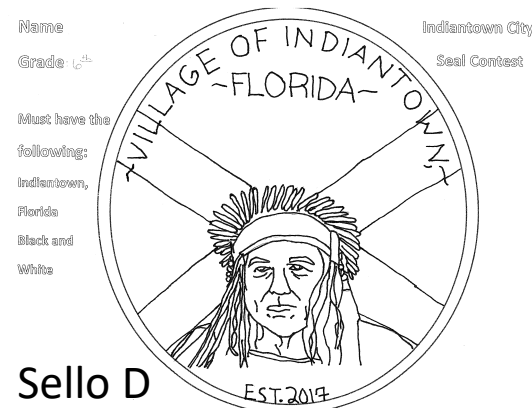 Name
Grade 6th
Must have the
following:
Indiantown,
Florida
Black and
White
Indiantown City
Seal Contest
~VILLAGE OF INDIANTOWN,~
~FLORIDA~
EST. 2017
Sello D